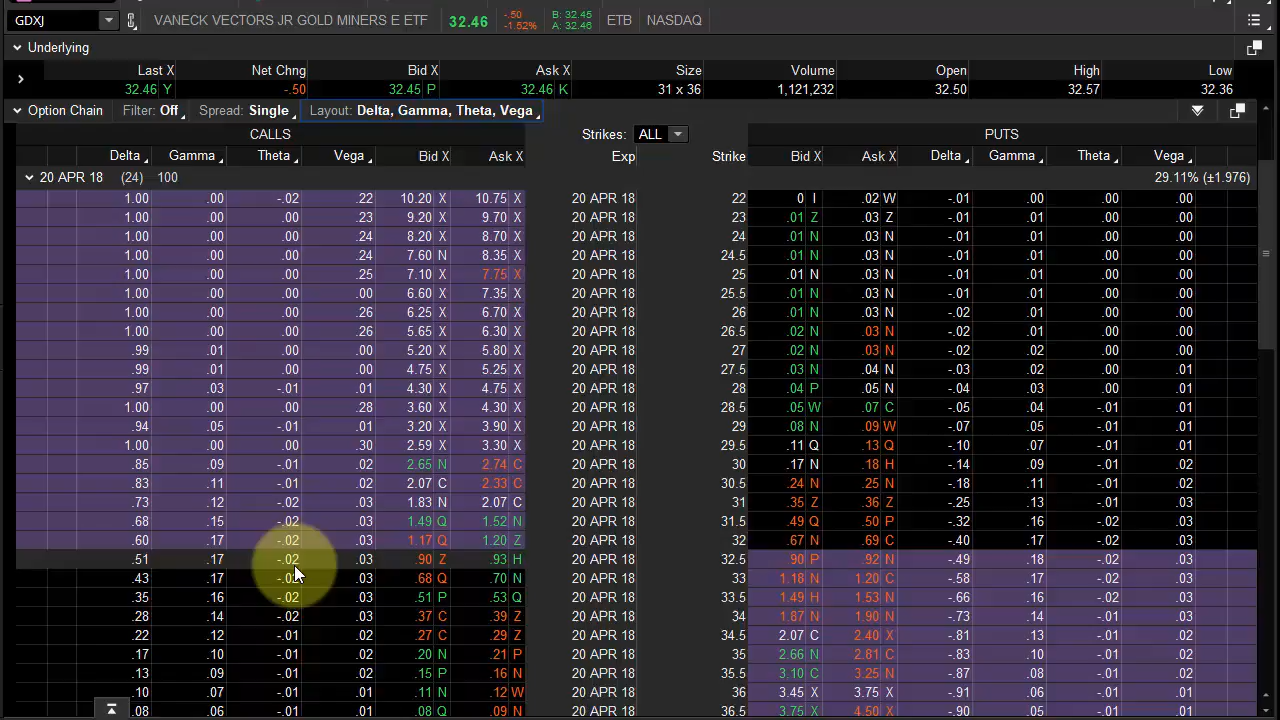 GDXJ VANECK VECTORS JR GOLD MINERS E ETF 32.46 -.50 -1.52% B: 32.45 A: 32.46 ETB NASDAQ
Underlying
Last X Net Chng Bid X Ask X Size Volume Open High Low
32.46 Y -.50 32.45 P 32.46 K 31 x 36 1,121,232 32.50 32.57 32.36
Option Chain Filter: Off Spread: Single Layout: Delta, Gamma, Theta, Vega
CALLS Strikes: ALL PUTS
Delta Gamma Theta Vega Bid X Ask X Exp Strike Bid X Ask X Delta Gamma Theta Vega
20 APR 18 (24) 100 29.11% (±1.976)
1.00 .00 -.02 .22 10.20 X 10.75 X 20 APR 18 22 0 I .02 W -.01 .00 .00 .00
1.00 .00 .00 .23 9.20 X 9.70 X 20 APR 18 23 .01 Z .03 Z -.01 .01 .00 .00
1.00 .00 .00 .24 8.20 X 8.70 X 20 APR 18 24 .01 N .03 N -.01 .01 .00 .00
1.00 .00 .00 .24 7.60 N 8.35 X 20 APR 18 24.5 .01 N .03 N -.01 .01 .00 .00
1.00 .00 .00 .25 7.10 X 7.75 X 20 APR 18 25 .01 N .03 N -.01 .01 .00 .00
1.00 .00 .00 .25 6.60 X 7.35 X 20 APR 18 25.5 .01 N .03 N -.01 .01 .00 .00
1.00 .00 .00 .26 6.25 X 6.70 X 20 APR 18 26 .01 N .03 N -.02 .01 .00 .00
1.00 .00 .00 .26 5.65 X 6.30 X 20 APR 18 26.5 .02 N .03 N -.02 .01 .00 .00
.99 .01 .00 .00 5.20 X 5.80 X 20 APR 18 27 .02 N .03 N -.02 .02 .00 .00
.99 .01 .00 .00 4.75 X 5.25 X 20 APR 18 27.5 .03 N .04 N -.03 .02 .00 .01
.97 .03 -.01 .01 4.30 X 4.75 X 20 APR 18 28 .04 P .05 N -.04 .03 .00 .01
1.00 .00 .00 .28 3.60 X 4.30 X 20 APR 18 28.5 .05 W .07 C -.05 .04 -.01 .01
.94 .05 -.01 .01 3.20 X 3.90 X 20 APR 18 29 .08 N .09 W -.07 .05 -.01 .01
1.00 .00 .00 .30 2.59 X 3.30 X 20 APR 18 29.5 .11 Q .13 Q -.10 .07 -.01 .01
.85 .09 -.01 .02 2.65 N 2.74 C 20 APR 18 30 .17 N .18 H -.14 .09 -.01 .02
.83 .11 -.01 .02 2.07 C 2.33 C 20 APR 18 30.5 .24 N .25 N -.18 .11 -.01 .02
.73 .12 -.02 .03 1.83 N 2.07 C 20 APR 18 31 .35 Z .36 Z -.25 .13 -.01 .03
.68 .15 -.02 .03 1.49 Q 1.52 N 20 APR 18 31.5 .49 Q .50 P -.32 .16 -.02 .03
.60 .17 -.02 .03 1.17 Q 1.20 Z 20 APR 18 32 .67 N .69 C -.40 .17 -.02 .03
.51 .17 -.02 .03 .90 Z .93 H 20 APR 18 32.5 .90 P .92 N -.49 .18 -.02 .03
.43 .17 -.02 .03 .68 Q .70 N 20 APR 18 33 1.18 N 1.20 C -.58 .17 -.02 .03
.35 .16 -.02 .03 .51 P .53 Q 20 APR 18 33.5 1.49 H 1.53 N -.66 .16 -.02 .03
.28 .14 -.02 .03 .37 C .39 Z 20 APR 18 34 1.87 N 1.90 N -.73 .14 -.01 .03
.22 .12 -.01 .02 .27 C .29 Z 20 APR 18 34.5 2.07 C 2.40 X -.81 .13 -.01 .02
.17 .10 -.01 .02 .20 N .21 P 20 APR 18 35 2.66 N 2.81 C -.83 .10 -.01 .02
.13 .09 -.01 .02 .15 P .16 N 20 APR 18 35.5 3.10 C 3.25 N -.87 .08 -.01 .02
.10 .07 -.01 .01 .11 N .12 W 20 APR 18 36 3.45 X 3.75 X -.91 .06 -.01 .01
.08 .06 -.01 .01 .08 Q .09 N 20 APR 18 36.5 3.75 X 4.50 X -.90 .05 -.01 .01